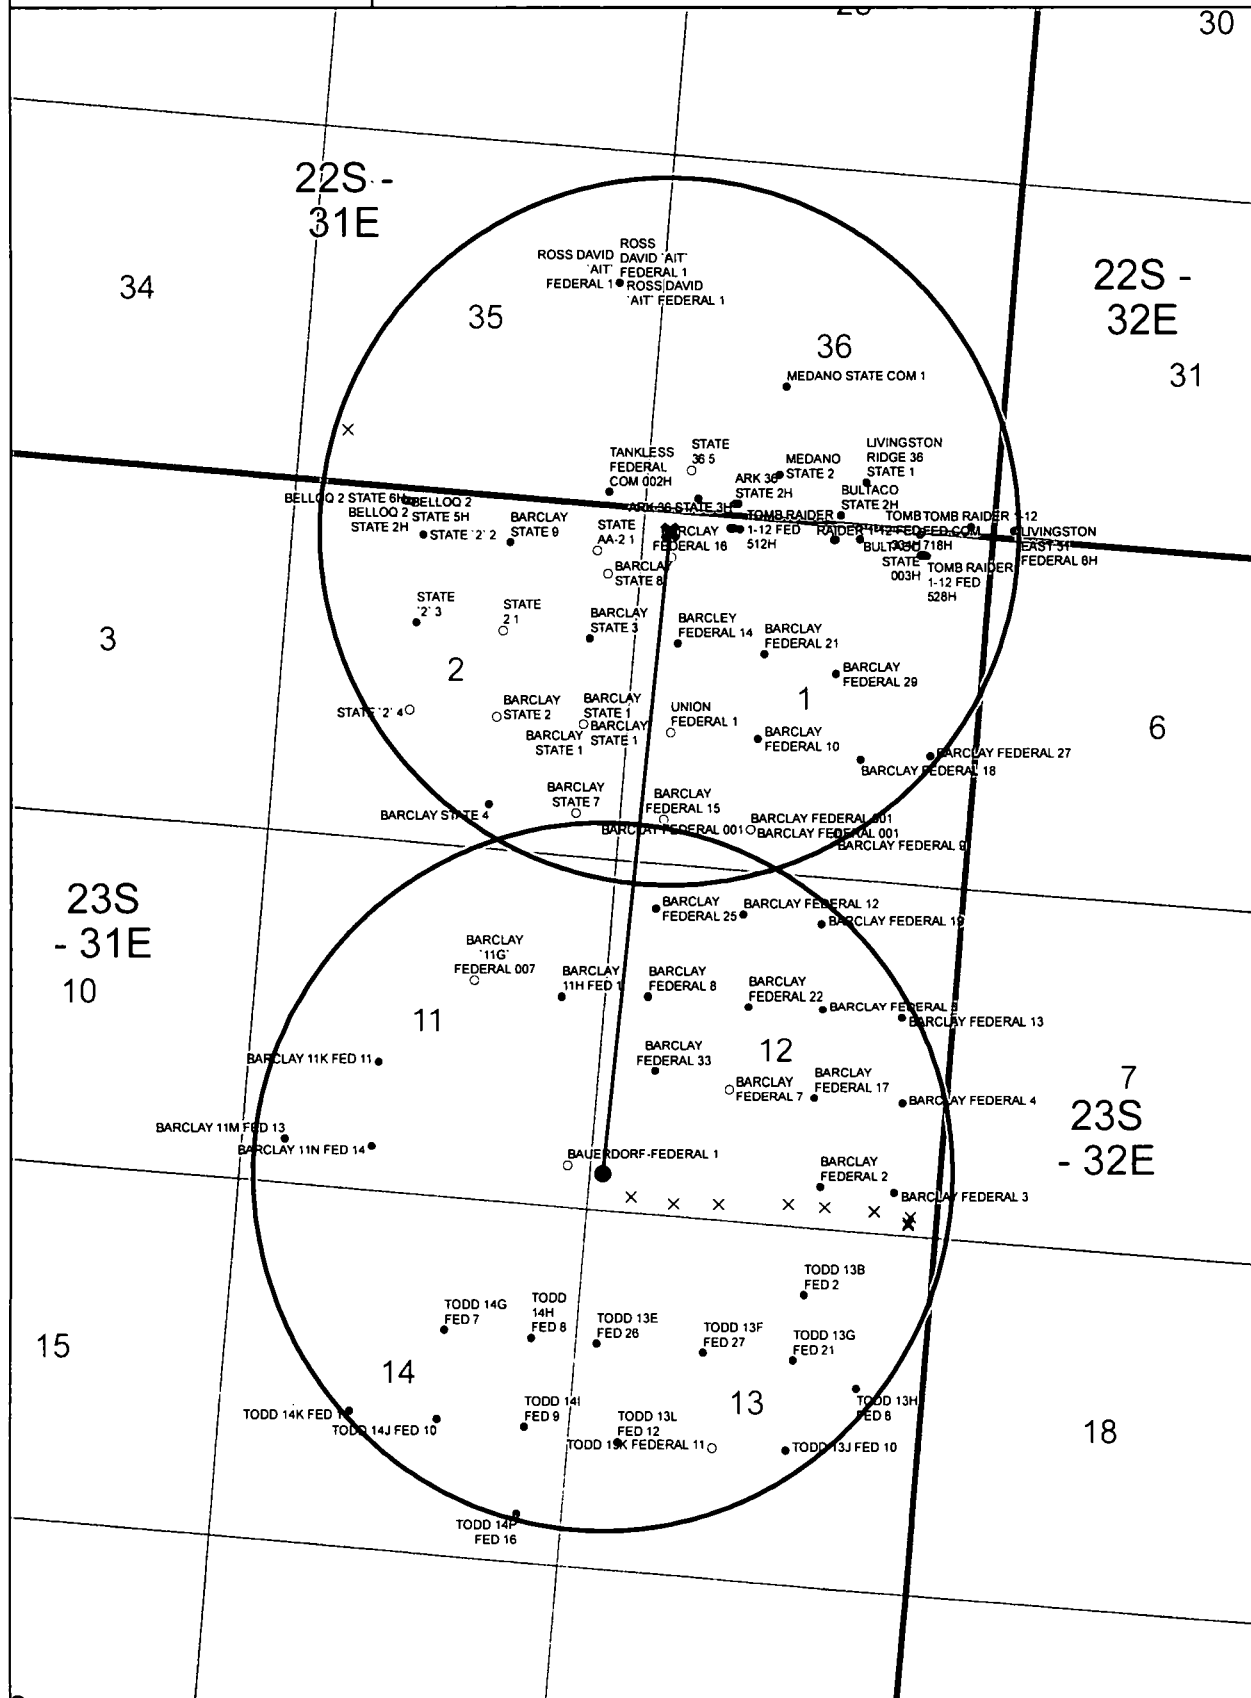 30
22S -
31E
34
35
ROSS DAVID
'AIT'
FEDERAL 1
ROSS
DAVID 'AIT'
FEDERAL 1
ROSS DAVID
'AIT' FEDERAL 1
22S -
32E
36
31
MEDANO STATE COM 1
TANKLESS
FEDERAL
COM 002H
STATE
36 5
ARK 36
STATE 2H
MEDANO
STATE 2
LIVINGSTON
RIDGE 36
STATE 1
BULTACO
STATE 2H
BELLOQ 2 STATE 6H
BELLOQ 2
STATE 2H
BELLOQ 2
STATE 5H
STATE '2' 2
BARCLAY
STATE 9
STATE
AA-2 1
ARK 36 STATE 3H
BARCLAY
FEDERAL 16
TOMB RAIDER
1-12 FED
512H
BULTACO
STATE
003H
TOMB RAIDER 1-12
FED COM
718H
TOMB RAIDER
1-12 FED
528H
LIVINGSTON
EAST 31
FEDERAL 6H
BARCLAY
STATE 8
3
STATE
'2' 3
STATE
2 1
BARCLAY
STATE 3
BARCLEY
FEDERAL 14
BARCLAY
FEDERAL 21
BARCLAY
FEDERAL 29
2
1
6
STATE '2' 4
BARCLAY
STATE 2
BARCLAY
STATE 1
BARCLAY
STATE 1
BARCLAY
STATE 1
UNION
FEDERAL 1
BARCLAY
FEDERAL 10
BARCLAY FEDERAL 27
BARCLAY FEDERAL 18
BARCLAY STATE 4
BARCLAY
STATE 7
BARCLAY
FEDERAL 15
BARCLAY FEDERAL 001
BARCLAY FEDERAL 001
BARCLAY FEDERAL 001
BARCLAY FEDERAL 9
23S
- 31E
10
BARCLAY
FEDERAL 25
BARCLAY FEDERAL 12
BARCLAY FEDERAL 19
BARCLAY
'11G'
FEDERAL 007
BARCLAY
11H FED 1
BARCLAY
FEDERAL 8
BARCLAY
FEDERAL 22
BARCLAY FEDERAL 5
BARCLAY FEDERAL 13
11
12
BARCLAY 11K FED 11
BARCLAY
FEDERAL 33
BARCLAY
FEDERAL 7
BARCLAY
FEDERAL 17
BARCLAY FEDERAL 4
7
23S
- 32E
BARCLAY 11M FED 13
BARCLAY 11N FED 14
BAUERDORF-FEDERAL 1
BARCLAY
FEDERAL 2
BARCLAY FEDERAL 3
TODD 13B
FED 2
15
TODD 14G
FED 7
TODD
14H
FED 8
TODD 13E
FED 26
TODD 13F
FED 27
TODD 13G
FED 21
14
13
18
TODD 14K FED
TODD 14J FED 10
TODD 14I
FED 9
TODD 13L
FED 12
TODD 13K FEDERAL 11
TODD 13H
FED 8
TODD 13J FED 10
TODD 14P
FED 16